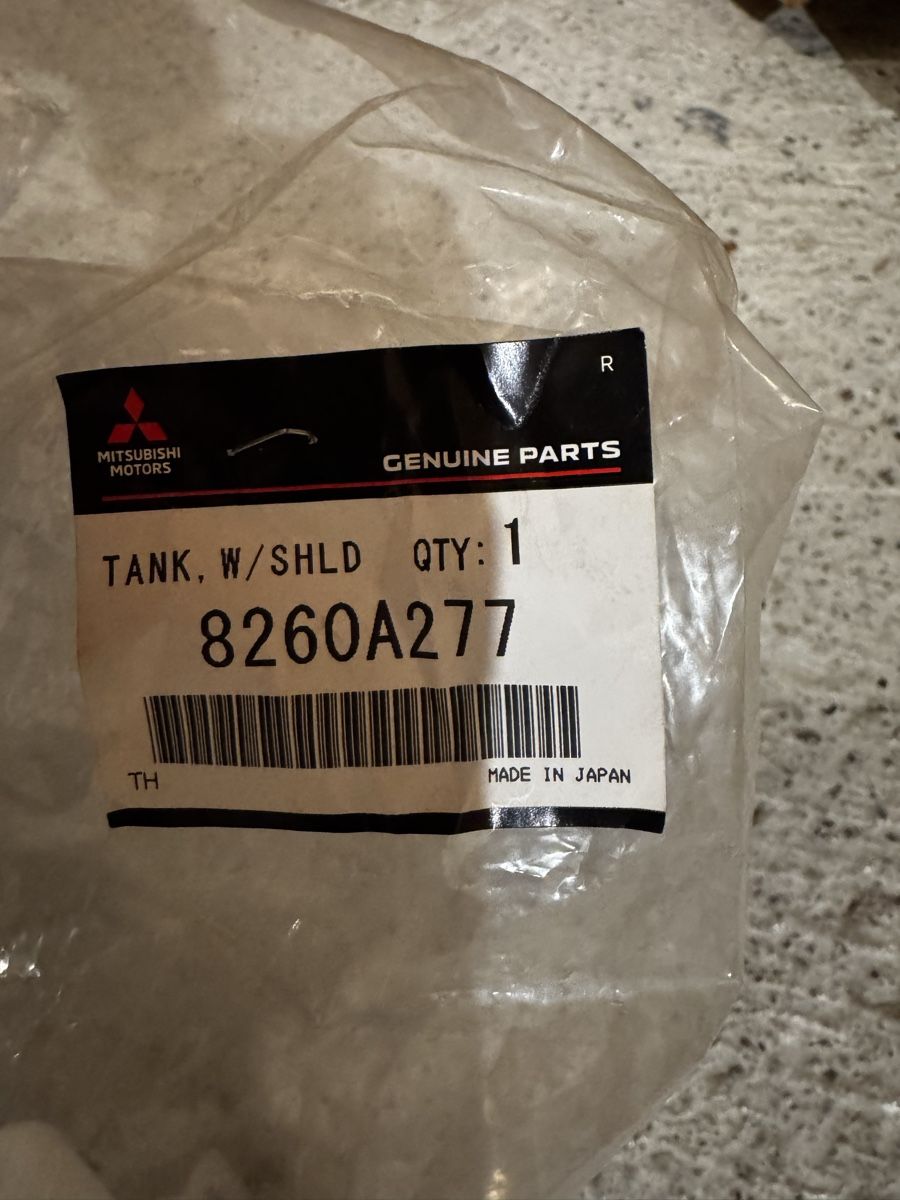 R
MITSUBISHI
MOTORS
GENUINE PARTS
TANK, W/SHLD QTY: 1
8260A277
TH
MADE IN JAPAN